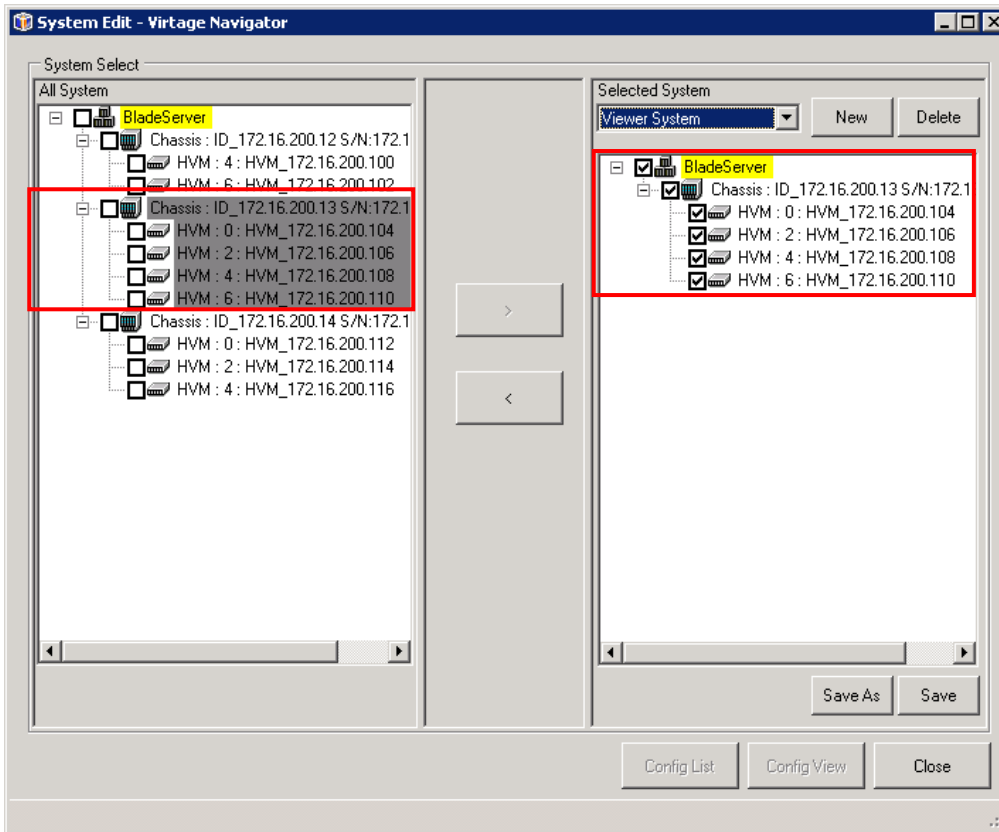 System Edit - Virtage Navigator
System Select
All System
BladeServer
Chassis : ID_172.16.200.12 S/N:172.1
HVM : 4 : HVM_172.16.200.100
HVM : 6 : HVM_172.16.200.102
Chassis : ID_172.16.200.13 S/N:172.1
HVM : 0 : HVM_172.16.200.104
HVM : 2 : HVM_172.16.200.106
HVM : 4 : HVM_172.16.200.108
HVM : 6 : HVM_172.16.200.110
Chassis : ID_172.16.200.14 S/N:172.1
HVM : 0 : HVM_172.16.200.112
HVM : 2 : HVM_172.16.200.114
HVM : 4 : HVM_172.16.200.116
>
<
Selected System
Viewer System
New
Delete
BladeServer
Chassis : ID_172.16.200.13 S/N:172.1
HVM : 0 : HVM_172.16.200.104
HVM : 2 : HVM_172.16.200.106
HVM : 4 : HVM_172.16.200.108
HVM : 6 : HVM_172.16.200.110
Save As
Save
Config List
Config View
Close